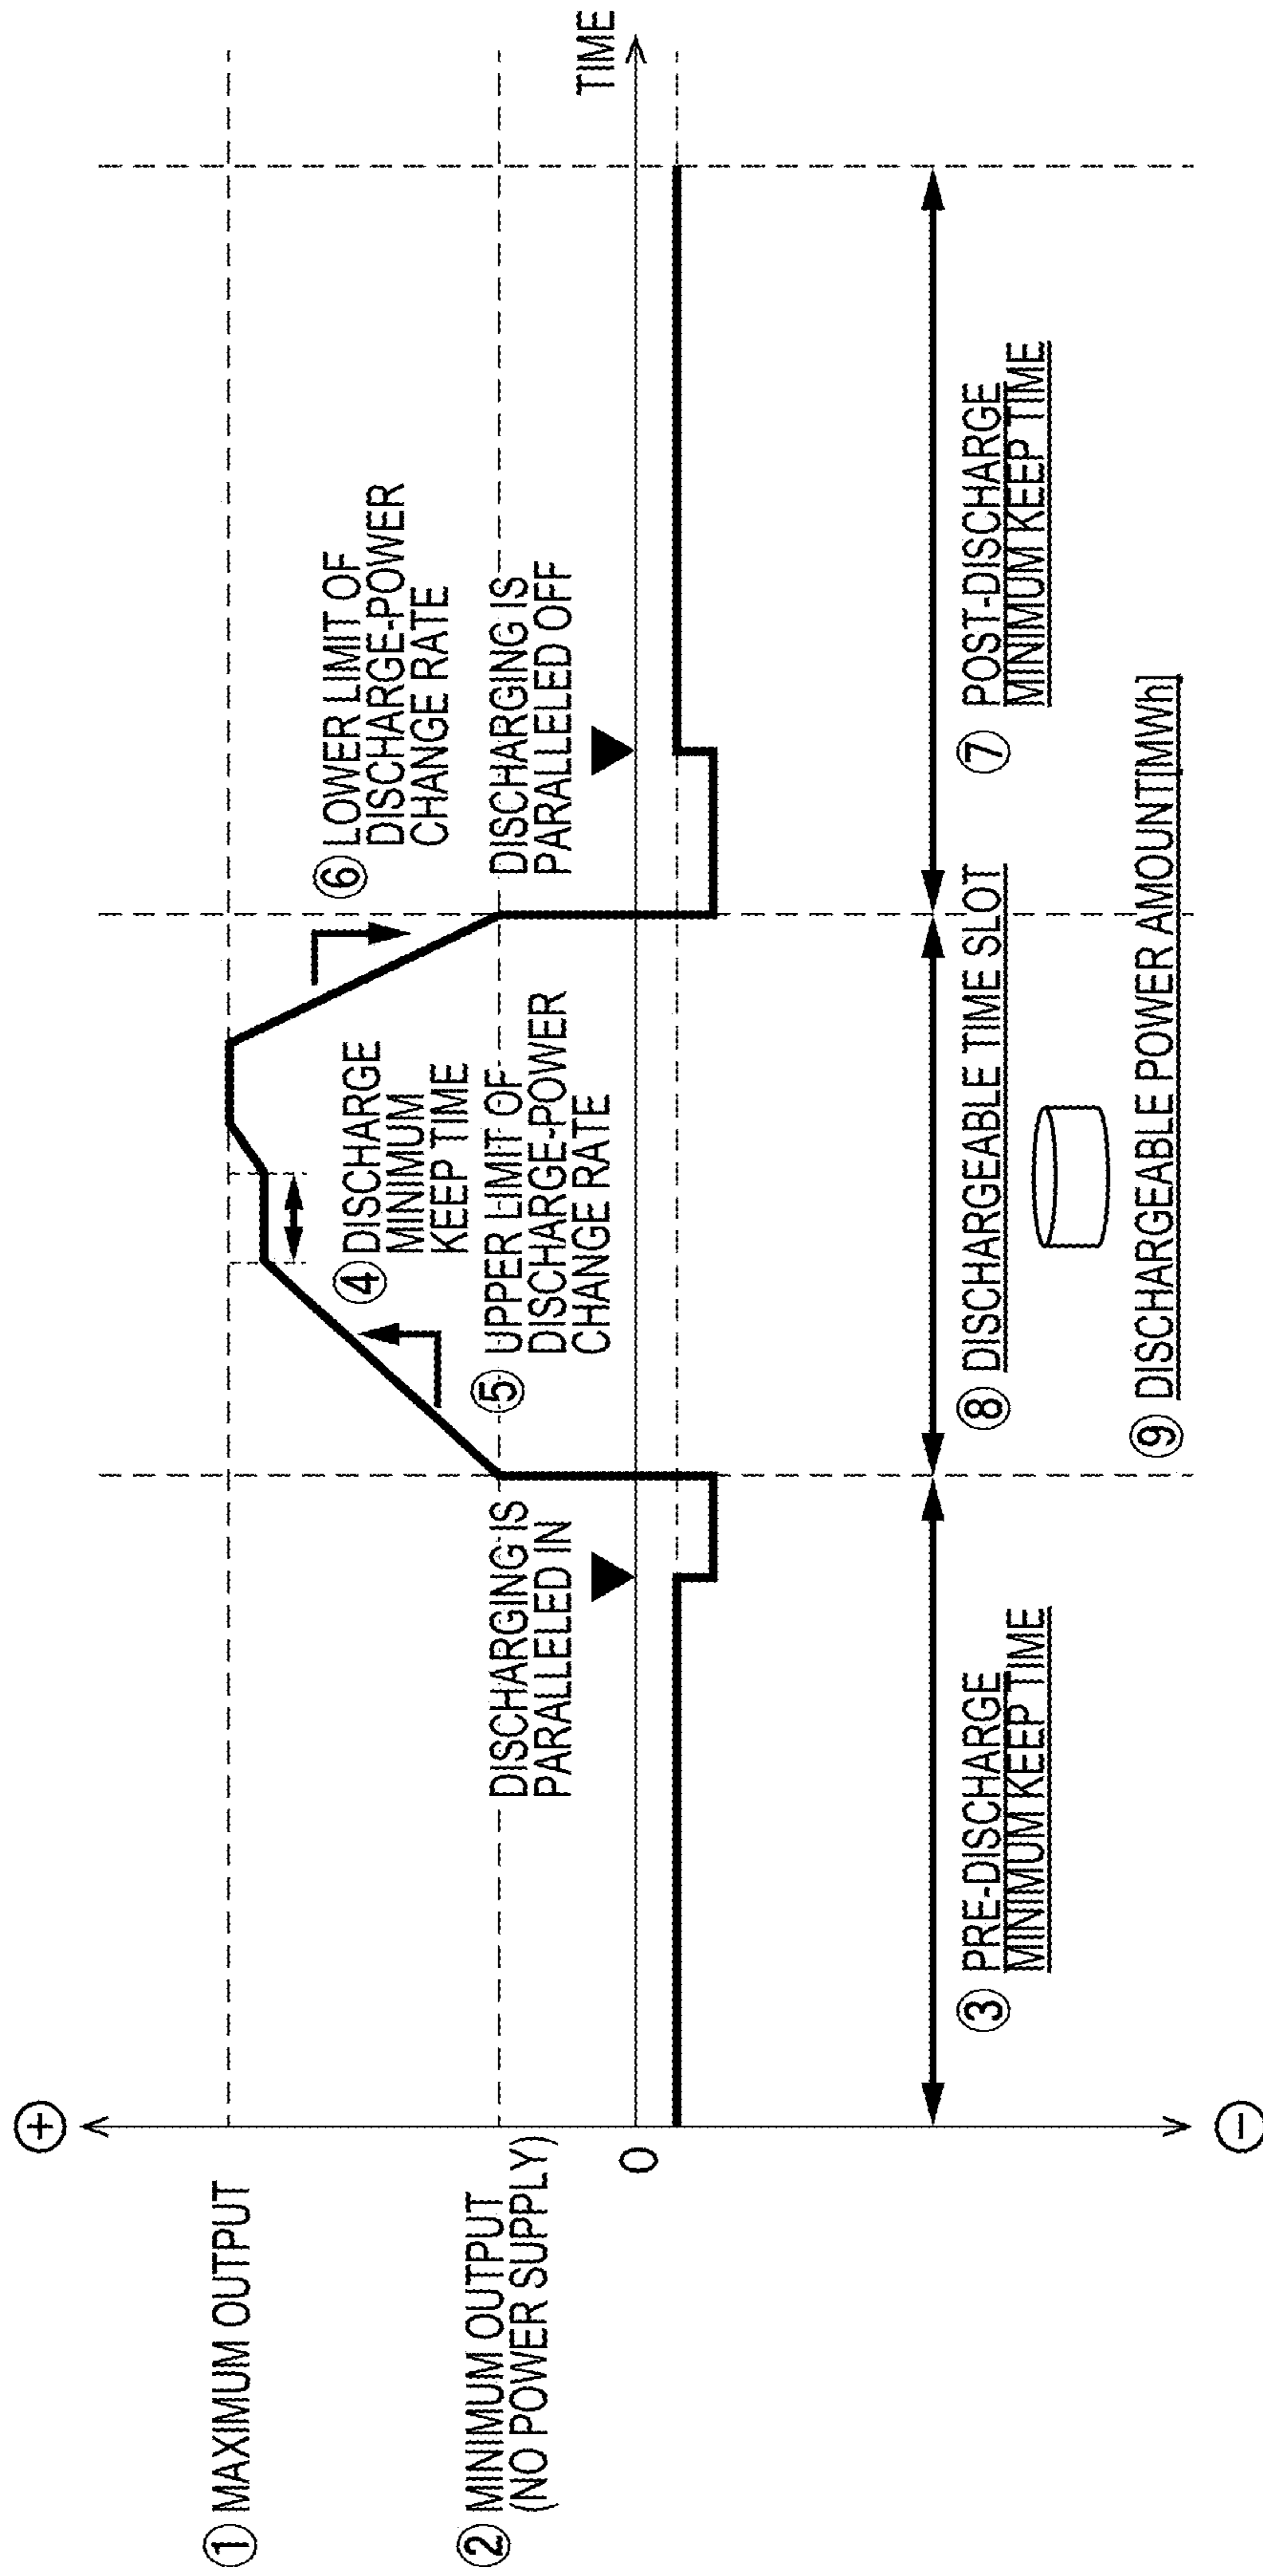 ⊕
① MAXIMUM OUTPUT
② MINIMUM OUTPUT
(NO POWER SUPPLY)
0
⊖
TIME
DISCHARGING IS
PARALLELED IN
④ DISCHARGE
MINIMUM
KEEP TIME
⑤ UPPER LIMIT OF
DISCHARGE-POWER
CHANGE RATE
⑥ LOWER LIMIT OF
DISCHARGE-POWER
CHANGE RATE
DISCHARGING IS
PARALLELED OFF
③ PRE-DISCHARGE
MINIMUM KEEP TIME
⑧ DISCHARGEABLE TIME SLOT
⑦ POST-DISCHARGE
MINIMUM KEEP TIME
⑨ DISCHARGEABLE POWER AMOUNT[MWh]